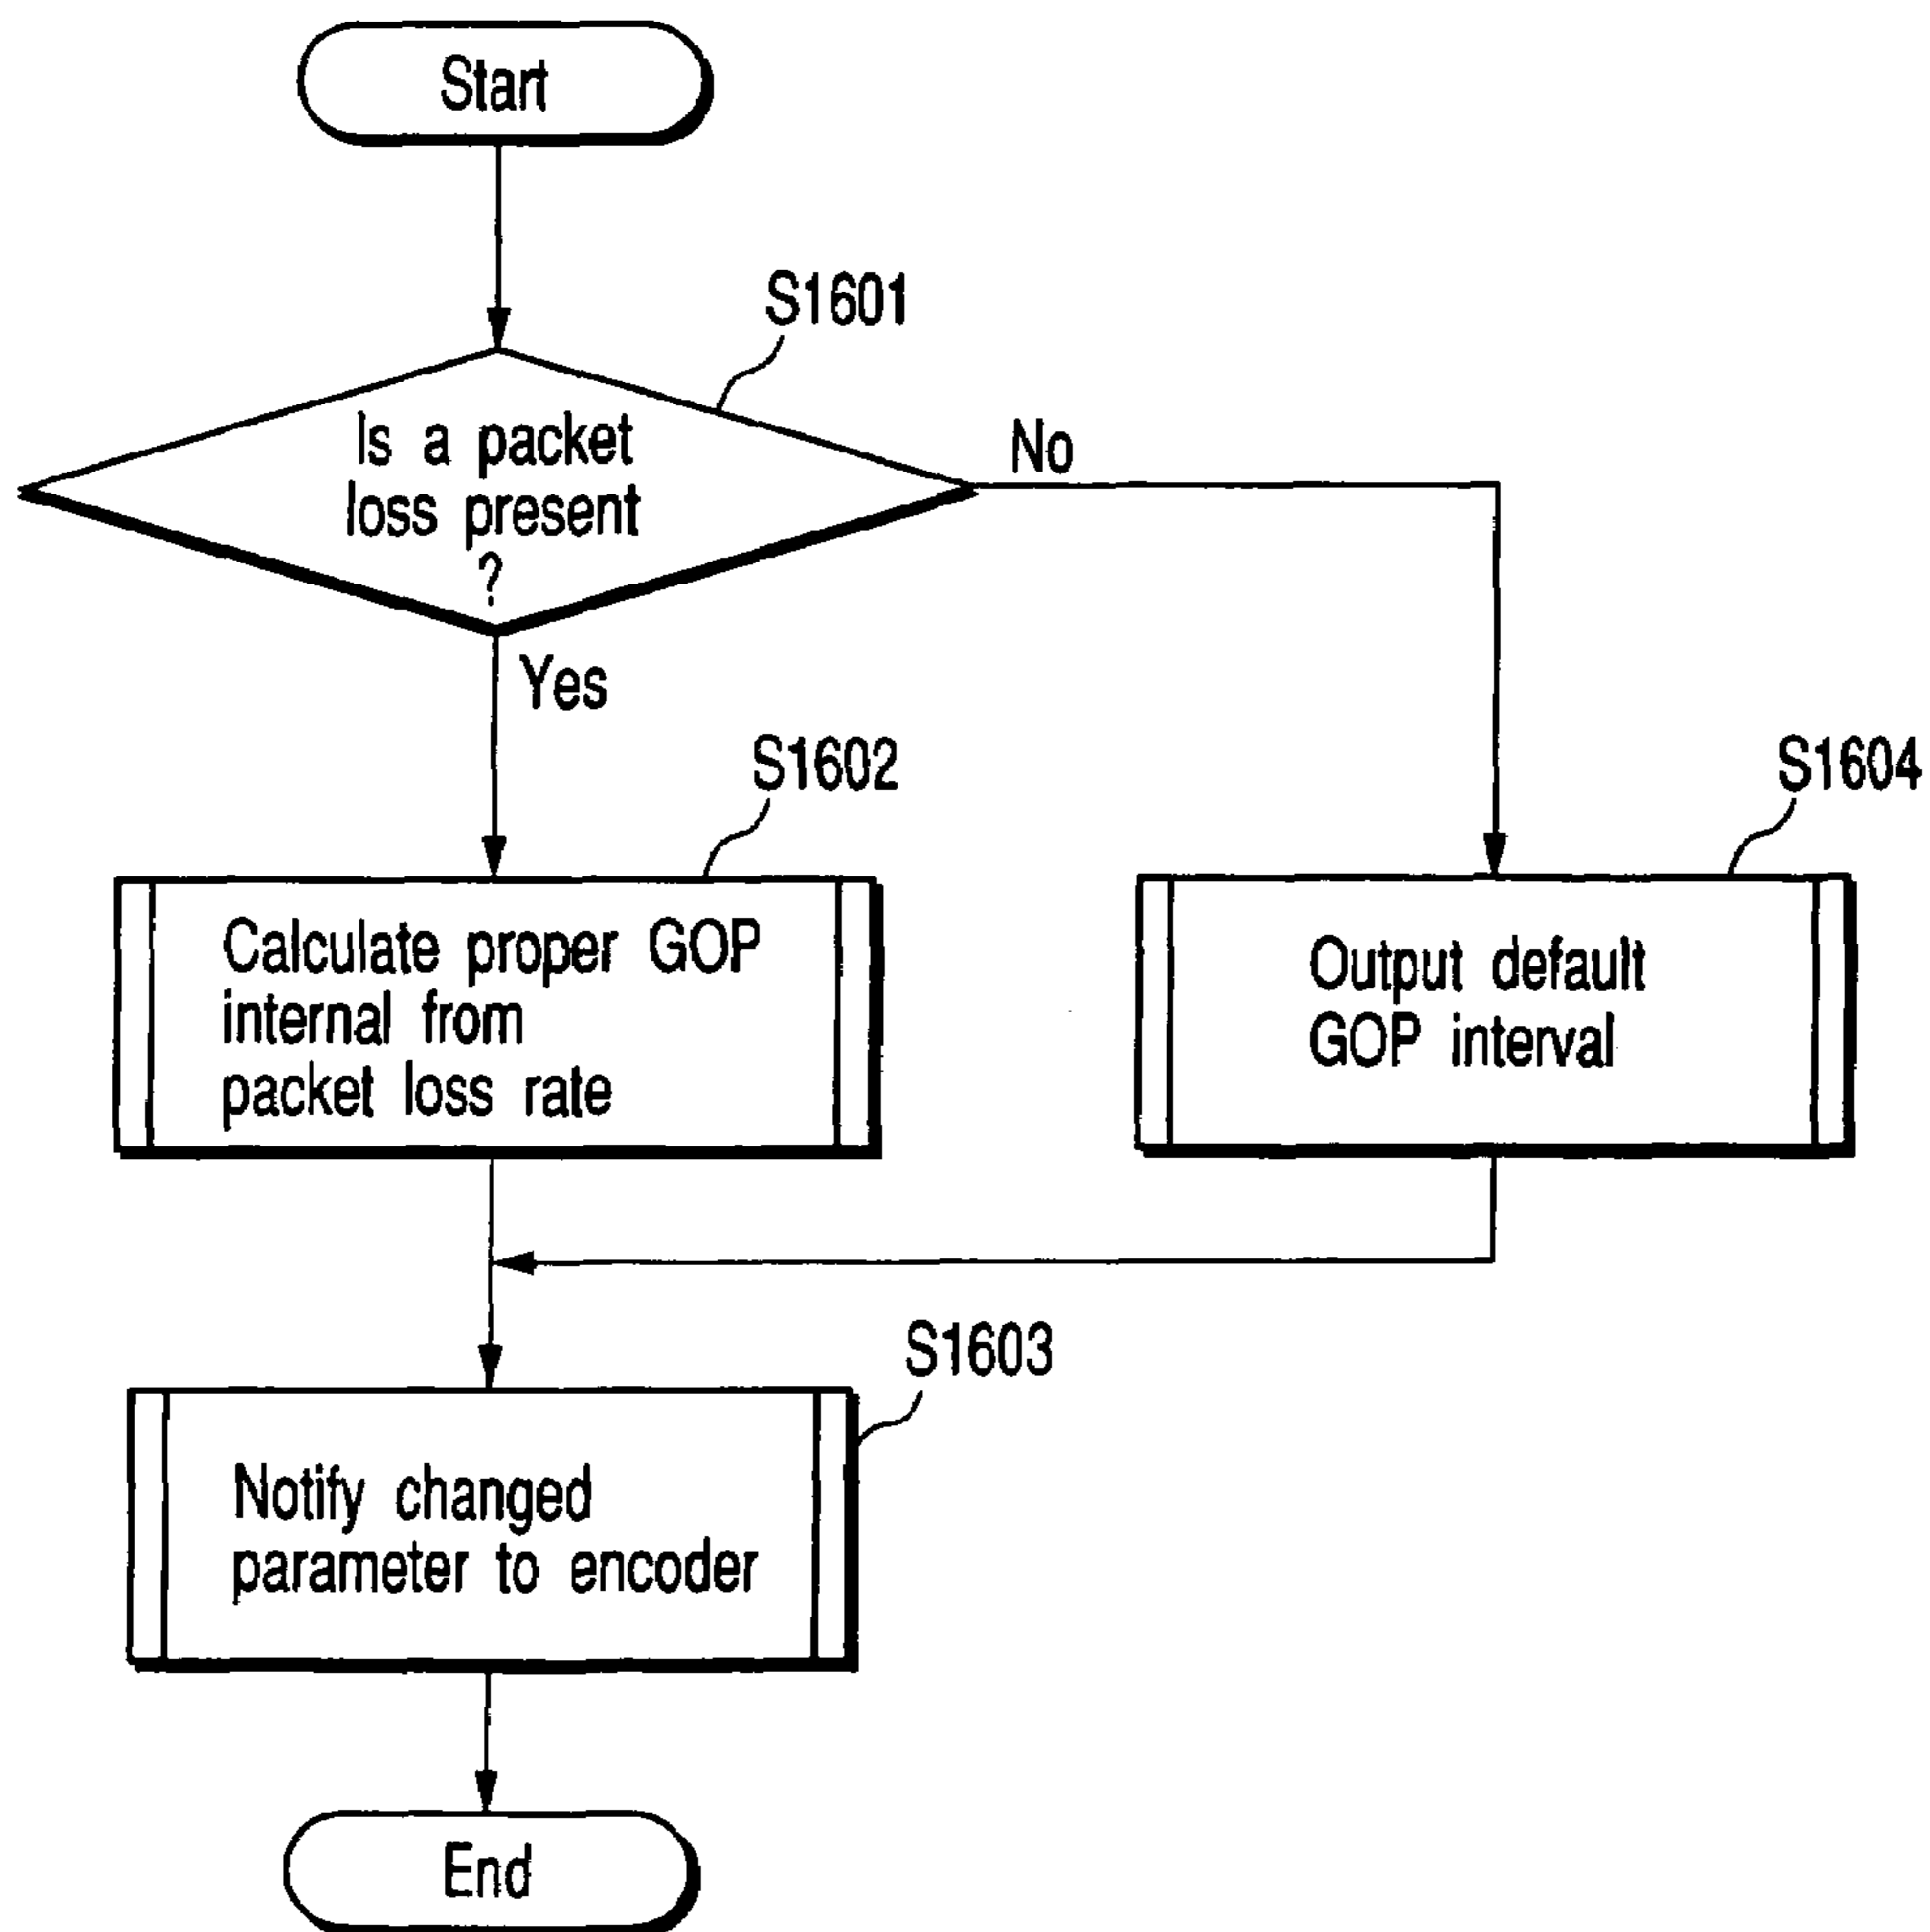 Start
S1601
Is a packet
loss present
?
No
Yes
S1602
S1604
Calculate proper GOP
internal from
packet loss rate
Output default
GOP interval
S1603
Notify changed
parameter to encoder
End